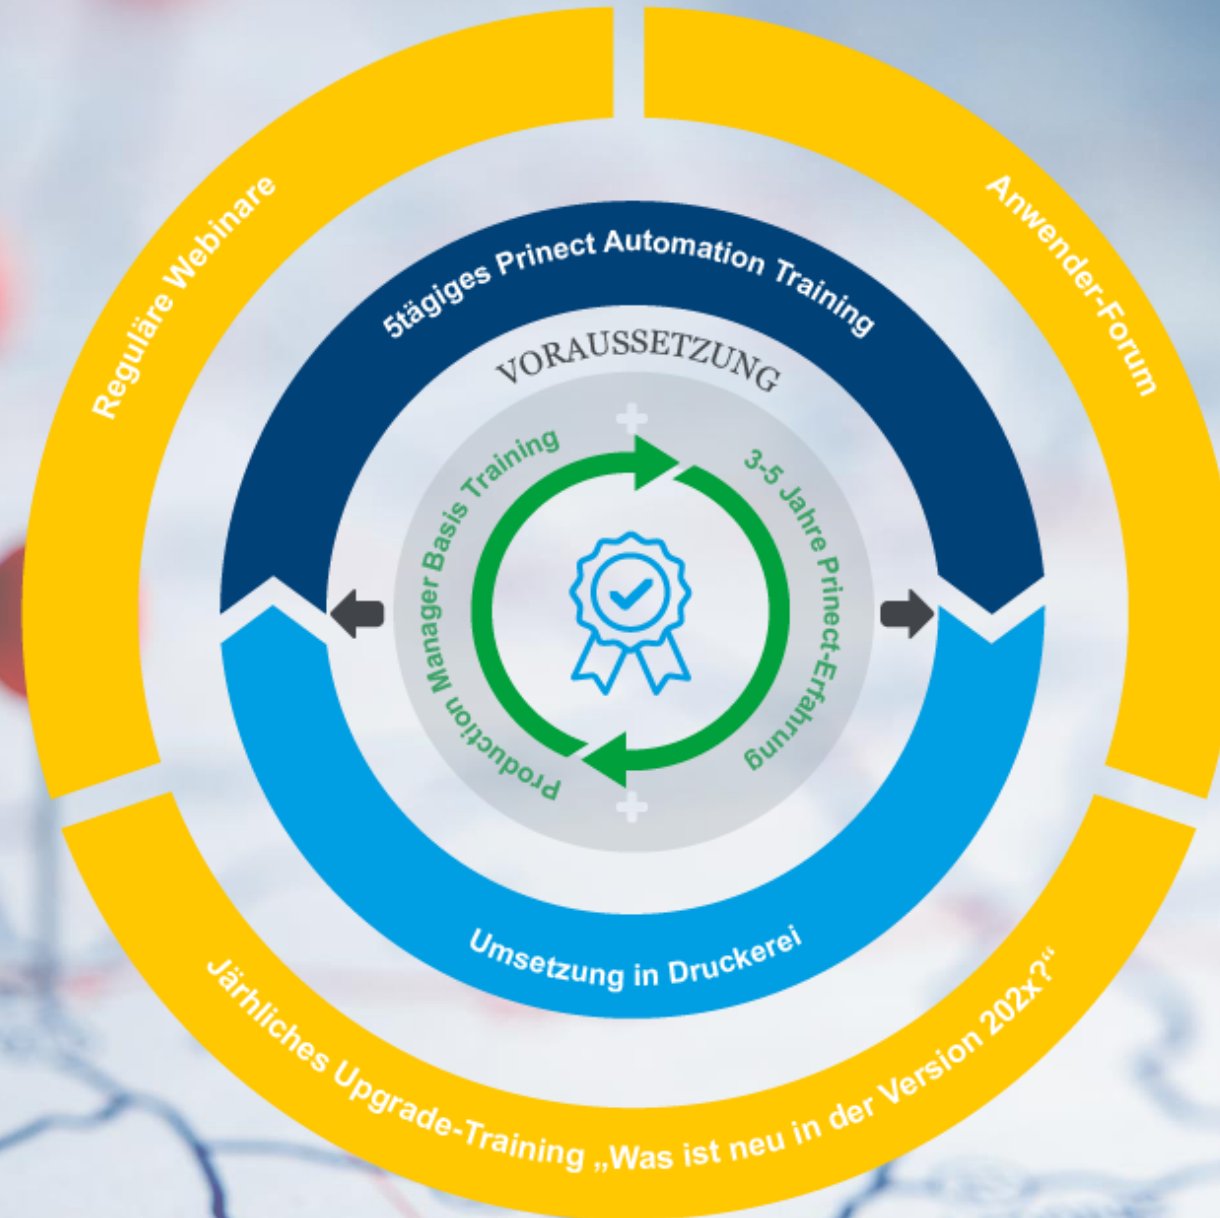 Reguläre Webinare
Anwender-Forum
5tägiges Prinect Automation Training
VORAUSSETZUNG
Production Manager Basis Training
3-5 Jahre Prinect-Erfahrung
Umsetzung in Druckerei
Järhliches Upgrade-Training „Was ist neu in der Version 202x?“